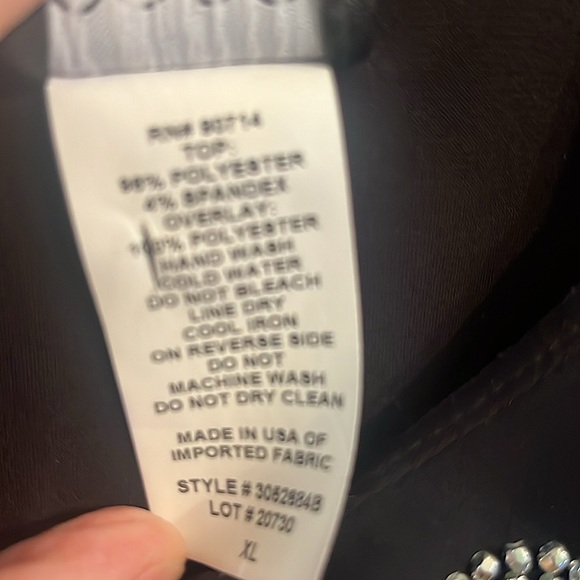 RN# 90714
TOP:
96% POLYESTER
4% SPANDEX
OVERLAY:
100% POLYESTER
HAND WASH
COLD WATER
DO NOT BLEACH
LINE DRY
COOL IRON
ON REVERSE SIDE
DO NOT
MACHINE WASH
DO NOT DRY CLEAN
MADE IN USA OF
IMPORTED FABRIC
STYLE #
LOT # 20730
XL